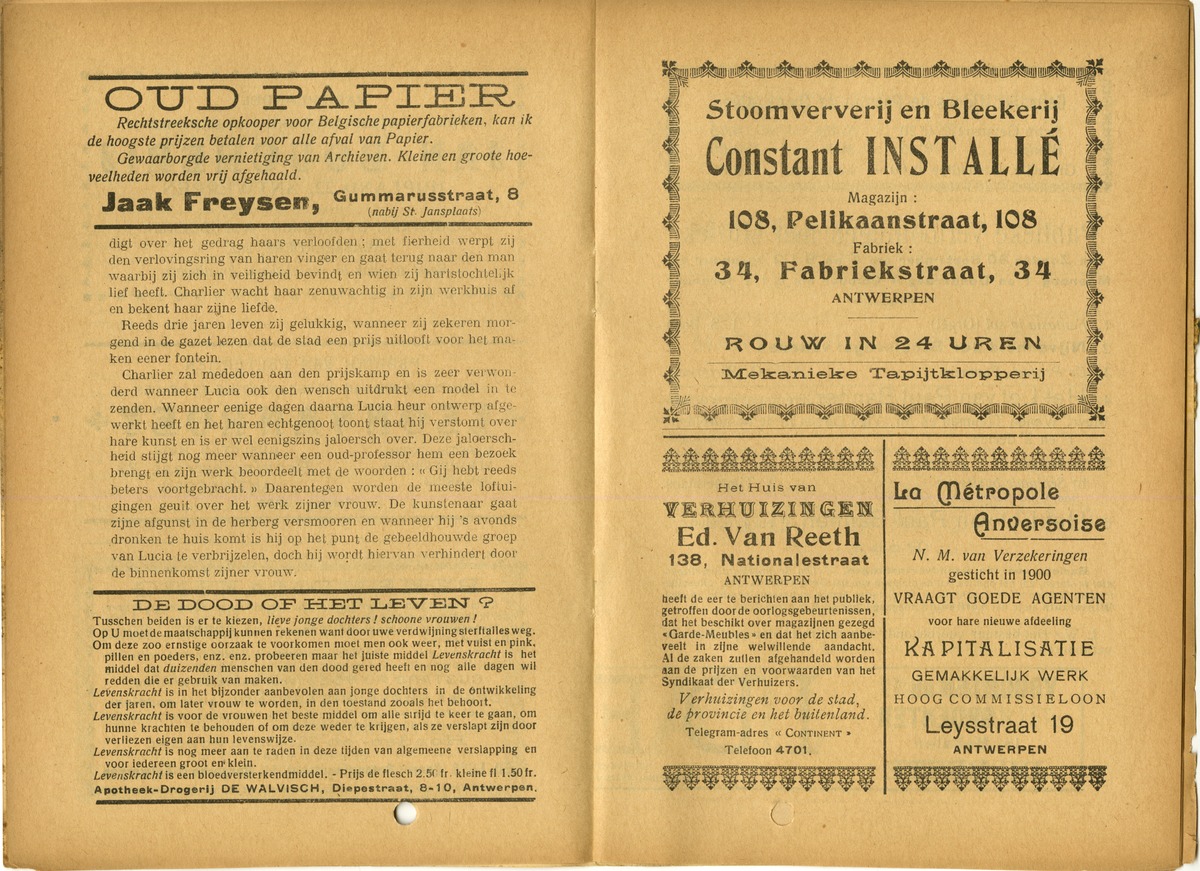 OUD PAPIER
Rechtstreeksche opkooper voor Belgische papierfabrieken, kan ik
de hoogste prijzen betalen voor alle afval van Papier.
Gewaarborgde vernietiging van Archieven. Kleine en groote hoe-
veelheden worden vrij afgehaald.
Jaak Freysen, Gummarusstraat, 8
(nabij St. Jansplaats)
digt over het gedrag haars verloofden ; met fierheid werpt zij
den verlovingsring van haren vinger en gaat terug naar den man
waarbij zij zich in veiligheid bevindt en wien zij hartstochtelijk
lief heeft. Charlier wacht haar zenuwachtig in zijn werkhuis af
en bekent haar zijne liefde.
Reeds drie jaren leven zij gelukkig, wanneer zij zekeren mor-
gend in de gazet lezen dat de stad een prijs uitlooft voor het ma-
ken eener fontein.
Charlier zal mededoen aan den prijskamp en is zeer verwon-
derd wanneer Lucia ook den wensch uitdrukt een model in te
zenden. Wanneer eenige dagen daarna Lucia heur ontwerp afge-
werkt heeft en het haren echtgenoot toont staat hij verstomt over
hare kunst en is er wel eenigszins jaloersch over. Deze jaloersch-
heid stijgt nog meer wanneer een oud-professor hem een bezoek
brengt en zijn werk beoordeelt met de woorden : « Gij hebt reeds
beters voortgebracht. » Daarentegen worden de meeste loftui-
gingen geuit over het werk zijner vrouw. De kunstenaar gaat
zijne afgunst in de herberg versmooren en wanneer hij 's avonds
dronken te huis komt is hij op het punt de gebeeldhouwde groep
van Lucia te verbrijzelen, doch hij wordt hiervan verhinderd door
de binnenkomst zijner vrouw.
DE DOOD OF HET LEVEN ?
Tusschen beiden is er te kiezen, lieve jonge dochters ! schoone vrouwen !
Op U moet de maatschappij kunnen rekenen want door uwe verdwijning sterft alles weg.
Om deze zoo ernstige oorzaak te voorkomen moet men ook weer, met vuist en pink,
pillen en poeders, enz. enz. probeeren maar het juiste middel Levenskracht is het
middel dat duizenden menschen van den dood gered heeft en nog alle dagen wil
redden die er gebruik van maken.
Levenskracht is in het bijzonder aanbevolen aan jonge dochters in de ontwikkeling
der jaren, om later vrouw te worden, in den toestand zooals het behoort.
Levenskracht is voor de vrouwen het beste middel om alle strijd te keer te gaan, om
hunne krachten te behouden of om deze weder te krijgen, als ze verslapt zijn door
verliezen eigen aan hun levenswijze.
Levenskracht is nog meer aan te raden in deze tijden van algemeene verslapping en
voor iedereen groot en klein.
Levenskracht is een bloedversterkendmiddel. - Prijs de flesch 2.50 fr. kleine fl 1.50 fr.
Apotheek-Drogerij DE WALVISCH, Diepestraat, 8-10, Antwerpen.
Stoomververij en Bleekerij
Constant INSTALLÉ
Magazijn :
108, Pelikaanstraat, 108
Fabriek :
34, Fabriekstraat, 34
ANTWERPEN
ROUW IN 24 UREN
Mekanieke Tapijtklopperij
Het Huis van
VERHUIZINGEN
Ed. Van Reeth
138, Nationalestraat
ANTWERPEN
heeft de eer te berichten aan het publiek,
getroffen door de oorlogsgebeurtenissen,
dat het beschikt over magazijnen gezegd
«Garde-Meubles» en dat het zich aanbe-
veelt in zijne welwillende aandacht.
Al de zaken zullen afgehandeld worden
aan de prijzen en voorwaarden van het
Syndikaat der Verhuizers.
Verhuizingen voor de stad,
de provincie en het buitenland.
Telegram-adres « CONTINENT »
Telefoon 4701.
La Métropole
Anversoise
N. M. van Verzekeringen
gesticht in 1900
VRAAGT GOEDE AGENTEN
voor hare nieuwe afdeeling
KAPITALISATIE
GEMAKKELIJK WERK
HOOG COMMISSIELOON
Leysstraat 19
ANTWERPEN